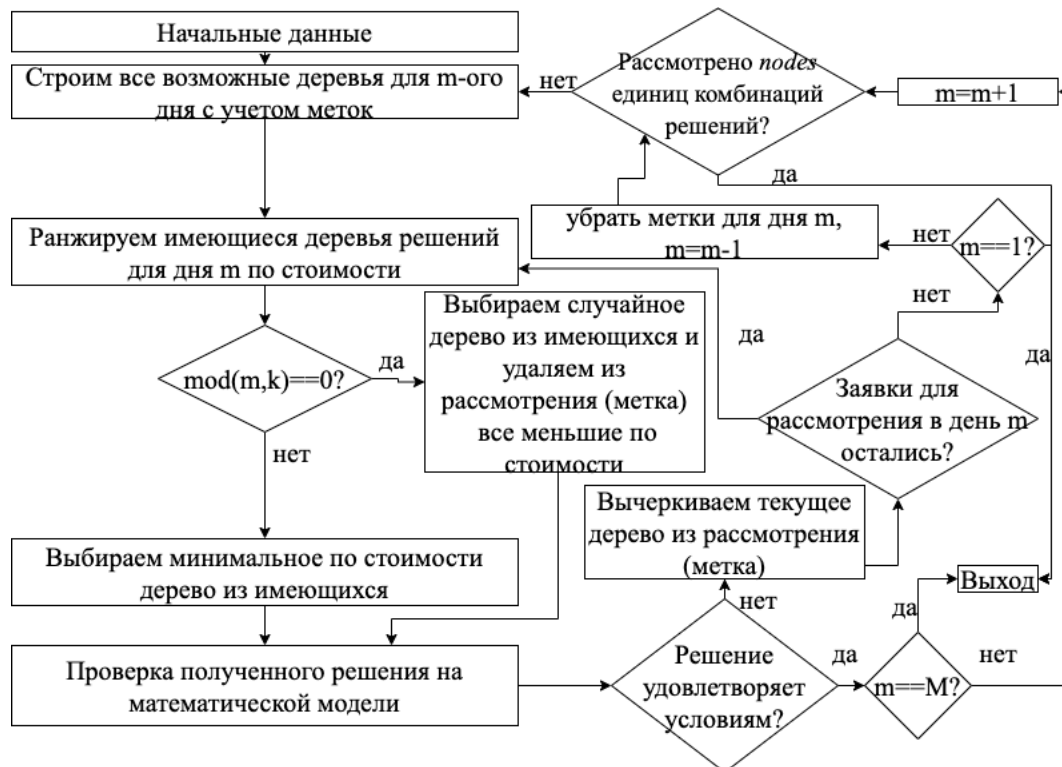 Начальные данные
Строим все возможные деревья для m-ого
дня с учетом меток
нет
Рассмотрено nodes
единиц комбинаций
решений?
m=m+1
да
убрать метки для дня m,
m=m-1
нет
m==1?
Ранжируем имеющиеся деревья решений
для дня m по стоимости
нет
да
да
mod(m,k)==0?
да
Выбираем случайное
дерево из имеющихся и
удаляем из
рассмотрения (метка)
все меньшие по
стоимости
Заявки для
рассмотрения в день m
остались?
нет
Вычеркиваем текущее
дерево из рассмотрения
(метка)
Выбираем минимальное по стоимости
дерево из имеющихся
Выход
нет
да
Проверка полученного решения на
математической модели
Решение
удовлетворяет
условиям?
да
m==M?
нет